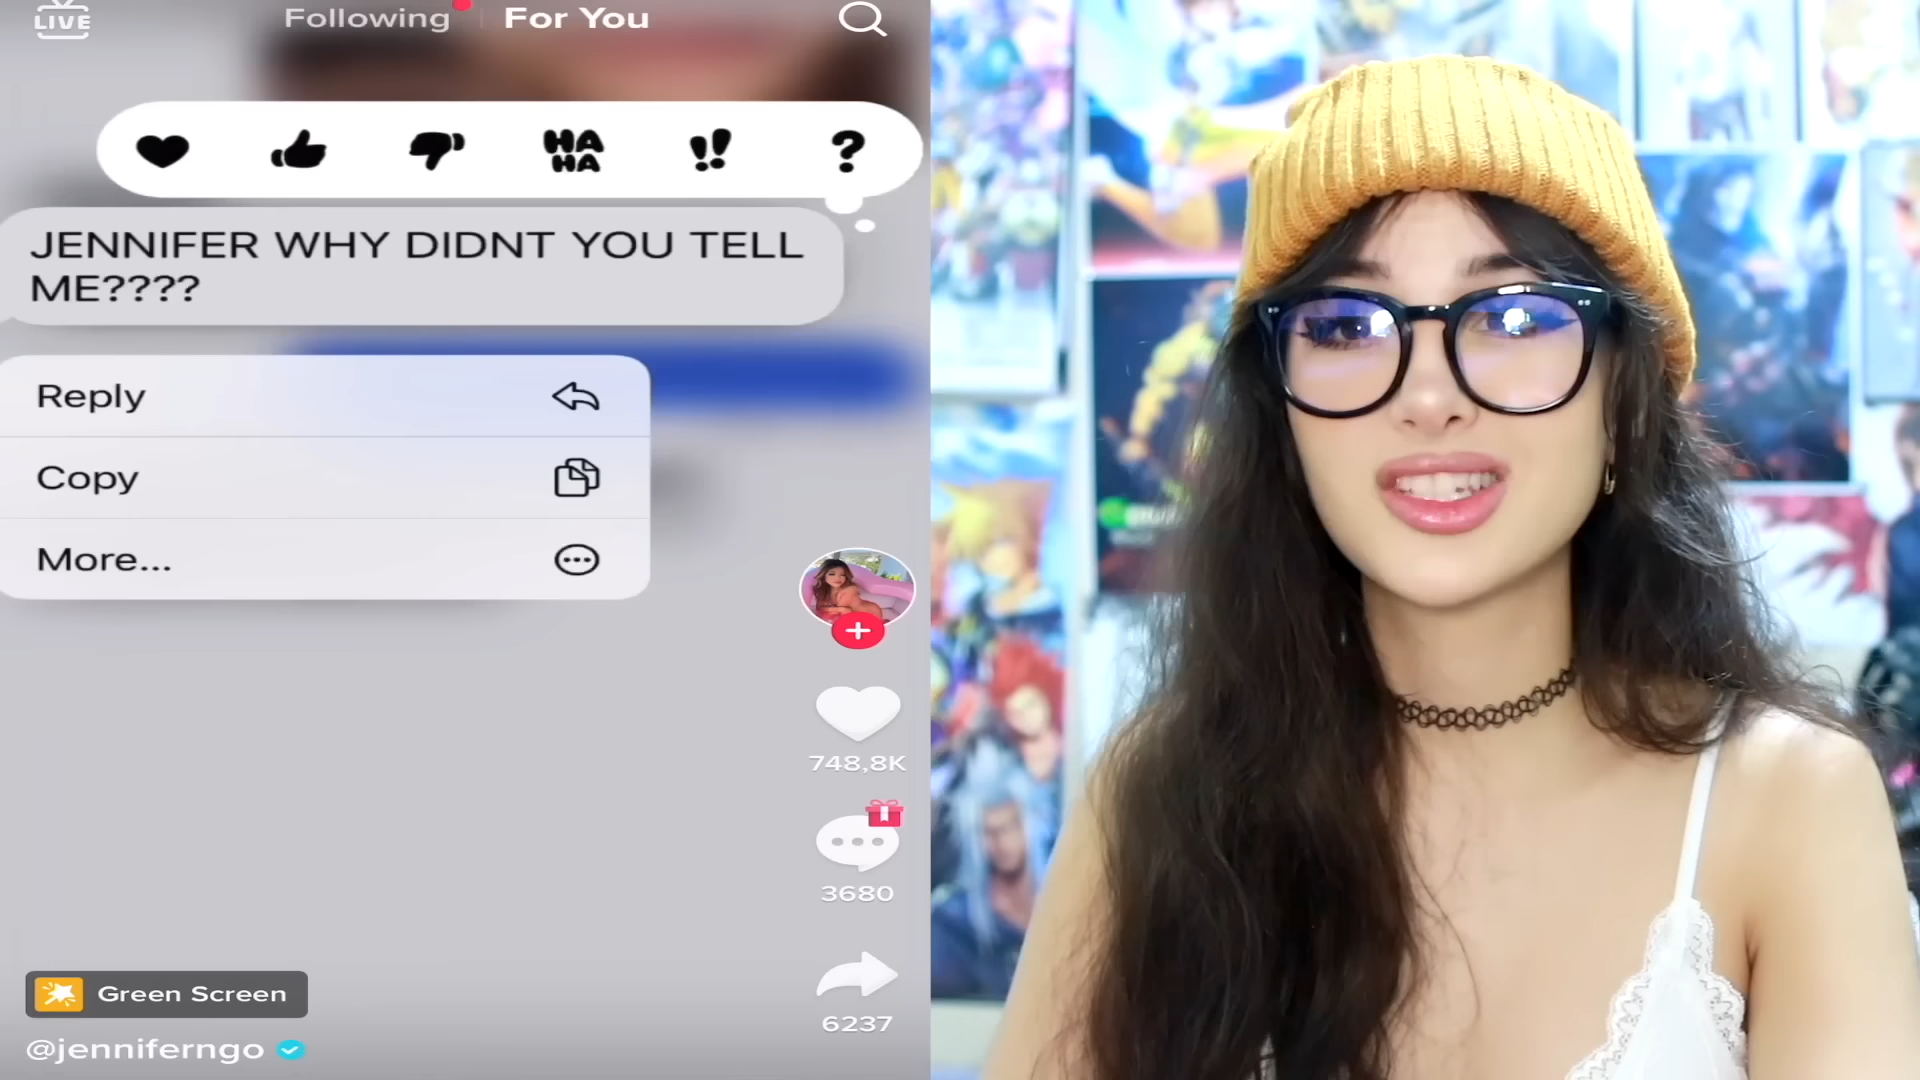 LIVE
Following
For You
HA
HA
!!
?
JENNIFER WHY DIDNT YOU TELL
ME????
Reply
Copy
More...
748,8K
3680
6237
Green Screen
@jenniferngo